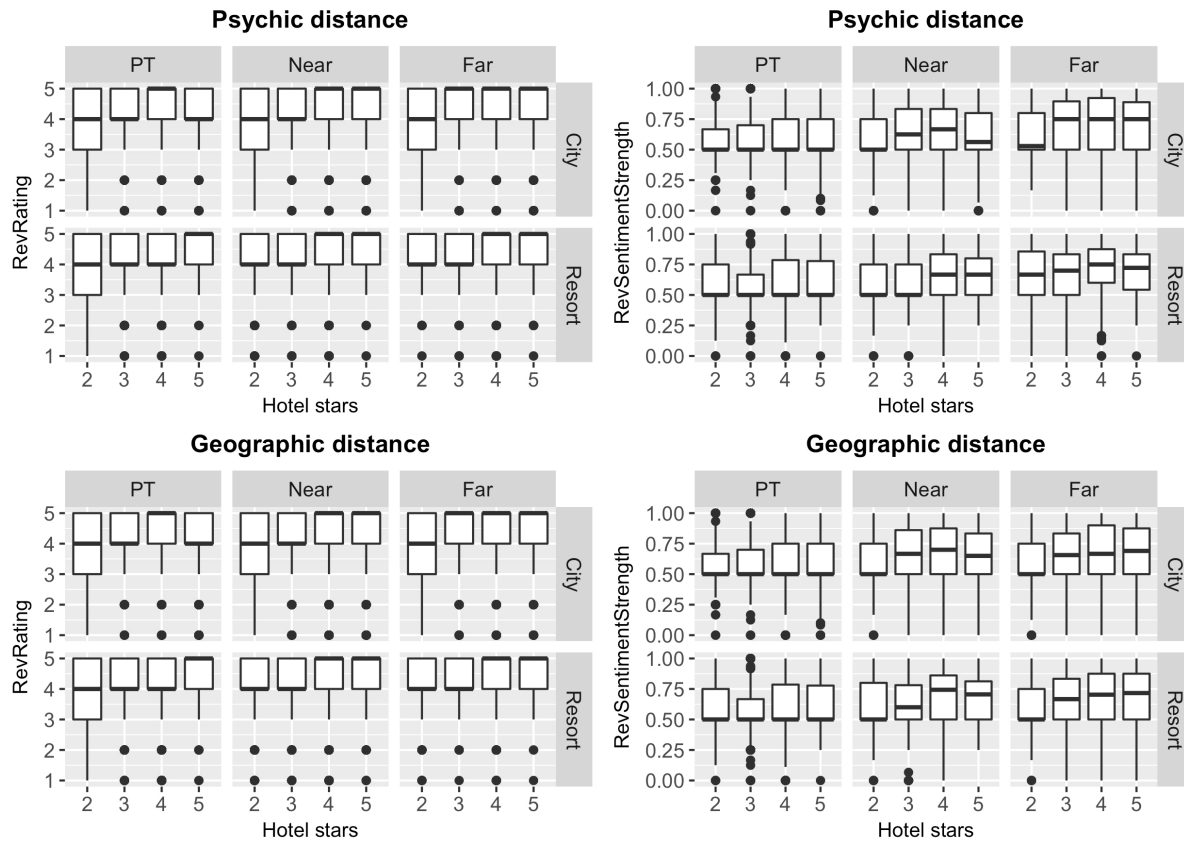 Psychic distance
PT Near Far
RevRating
5
4
3
2
1
City
5
4
3
2
1
Resort
2 3 4 5 2 3 4 5 2 3 4 5
Hotel stars
Psychic distance
PT Near Far
RevSentimentStrength
1.00
0.75
0.50
0.25
0.00
City
1.00
0.75
0.50
0.25
0.00
Resort
2 3 4 5 2 3 4 5 2 3 4 5
Hotel stars
Geographic distance
PT Near Far
RevRating
5
4
3
2
1
City
5
4
3
2
1
Resort
2 3 4 5 2 3 4 5 2 3 4 5
Hotel stars
Geographic distance
PT Near Far
RevSentimentStrength
1.00
0.75
0.50
0.25
0.00
City
1.00
0.75
0.50
0.25
0.00
Resort
2 3 4 5 2 3 4 5 2 3 4 5
Hotel stars